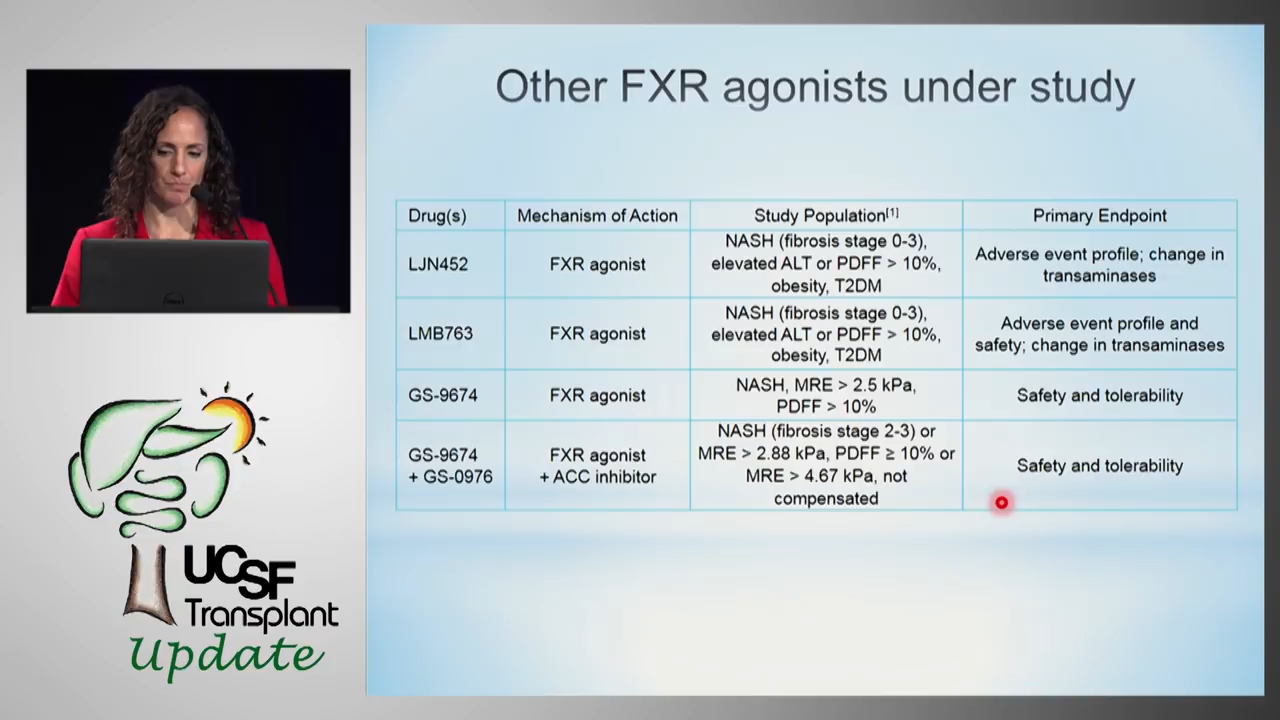 Other FXR agonists under study
Drug(s)
Mechanism of Action
Study Population[1]
Primary Endpoint
LJN452
FXR agonist
NASH (fibrosis stage 0-3),
elevated ALT or PDFF > 10%,
obesity, T2DM
Adverse event profile; change in
transaminases
LMB763
FXR agonist
NASH (fibrosis stage 0-3),
elevated ALT or PDFF > 10%,
obesity, T2DM
Adverse event profile and
safety; change in transaminases
GS-9674
FXR agonist
NASH, MRE > 2.5 kPa,
PDFF > 10%
Safety and tolerability
GS-9674
+ GS-0976
FXR agonist
+ ACC inhibitor
NASH (fibrosis stage 2-3) or
MRE > 2.88 kPa, PDFF ≥ 10% or
MRE > 4.67 kPa, not
compensated
Safety and tolerability
DELL
UCSF
Transplant
Update